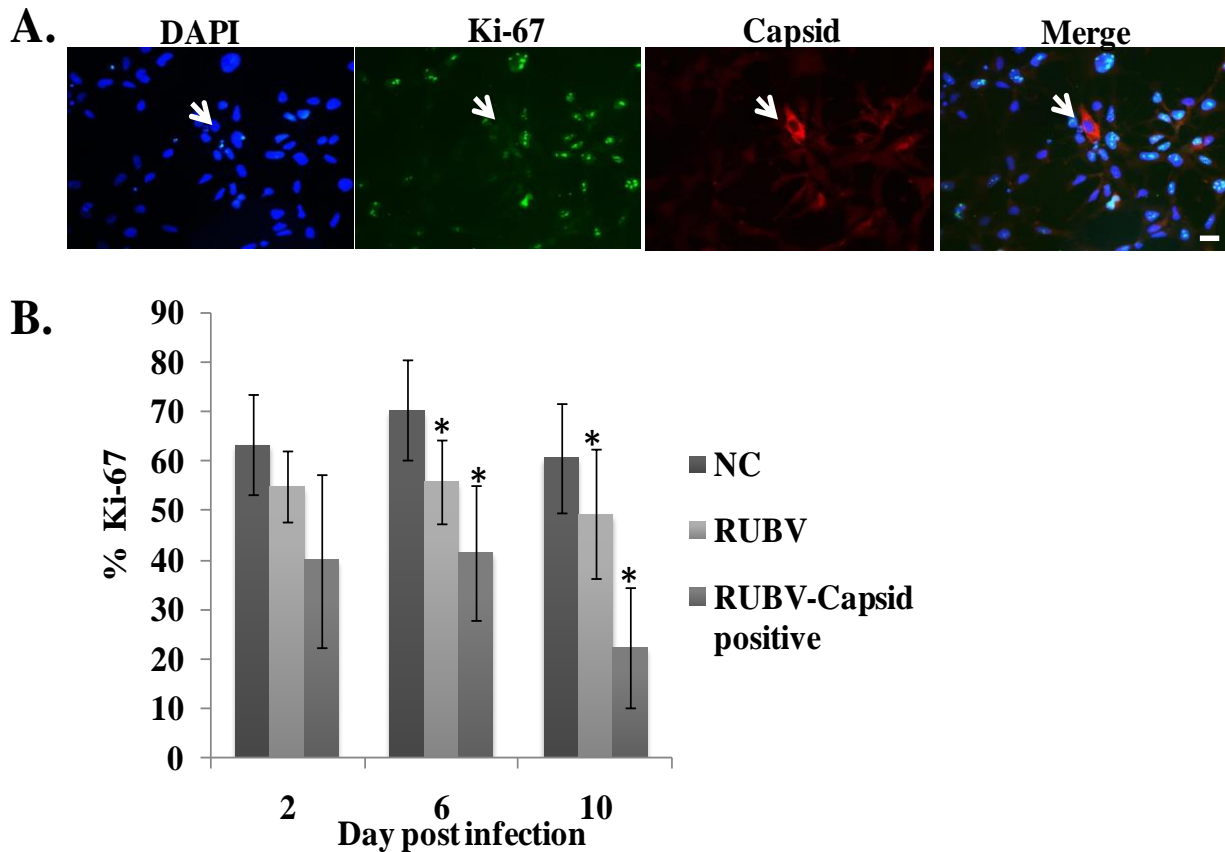 A.
DAPI
Ki-67
Capsid
Merge
B.
90
80
70
60
50
40
30
20
10
0
% Ki-67
* * * *
2 6 10
Day post infection
NC
RUBV
RUBV-Capsid
positive